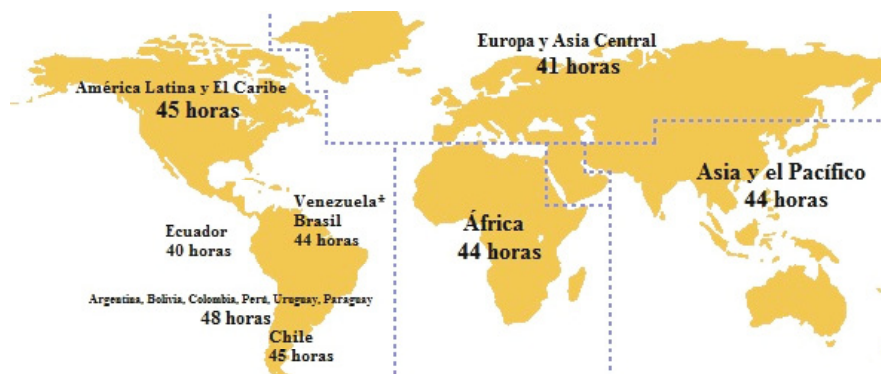 Europa y Asia Central
41 horas
América Latina y El Caribe
45 horas
Asia y el Pacífico
44 horas
Venezuela*
Brasil
44 horas
África
44 horas
Ecuador
40 horas
Argentina, Bolivia, Colombia, Perú, Uruguay, Paraguay
48 horas
Chile
45 horas